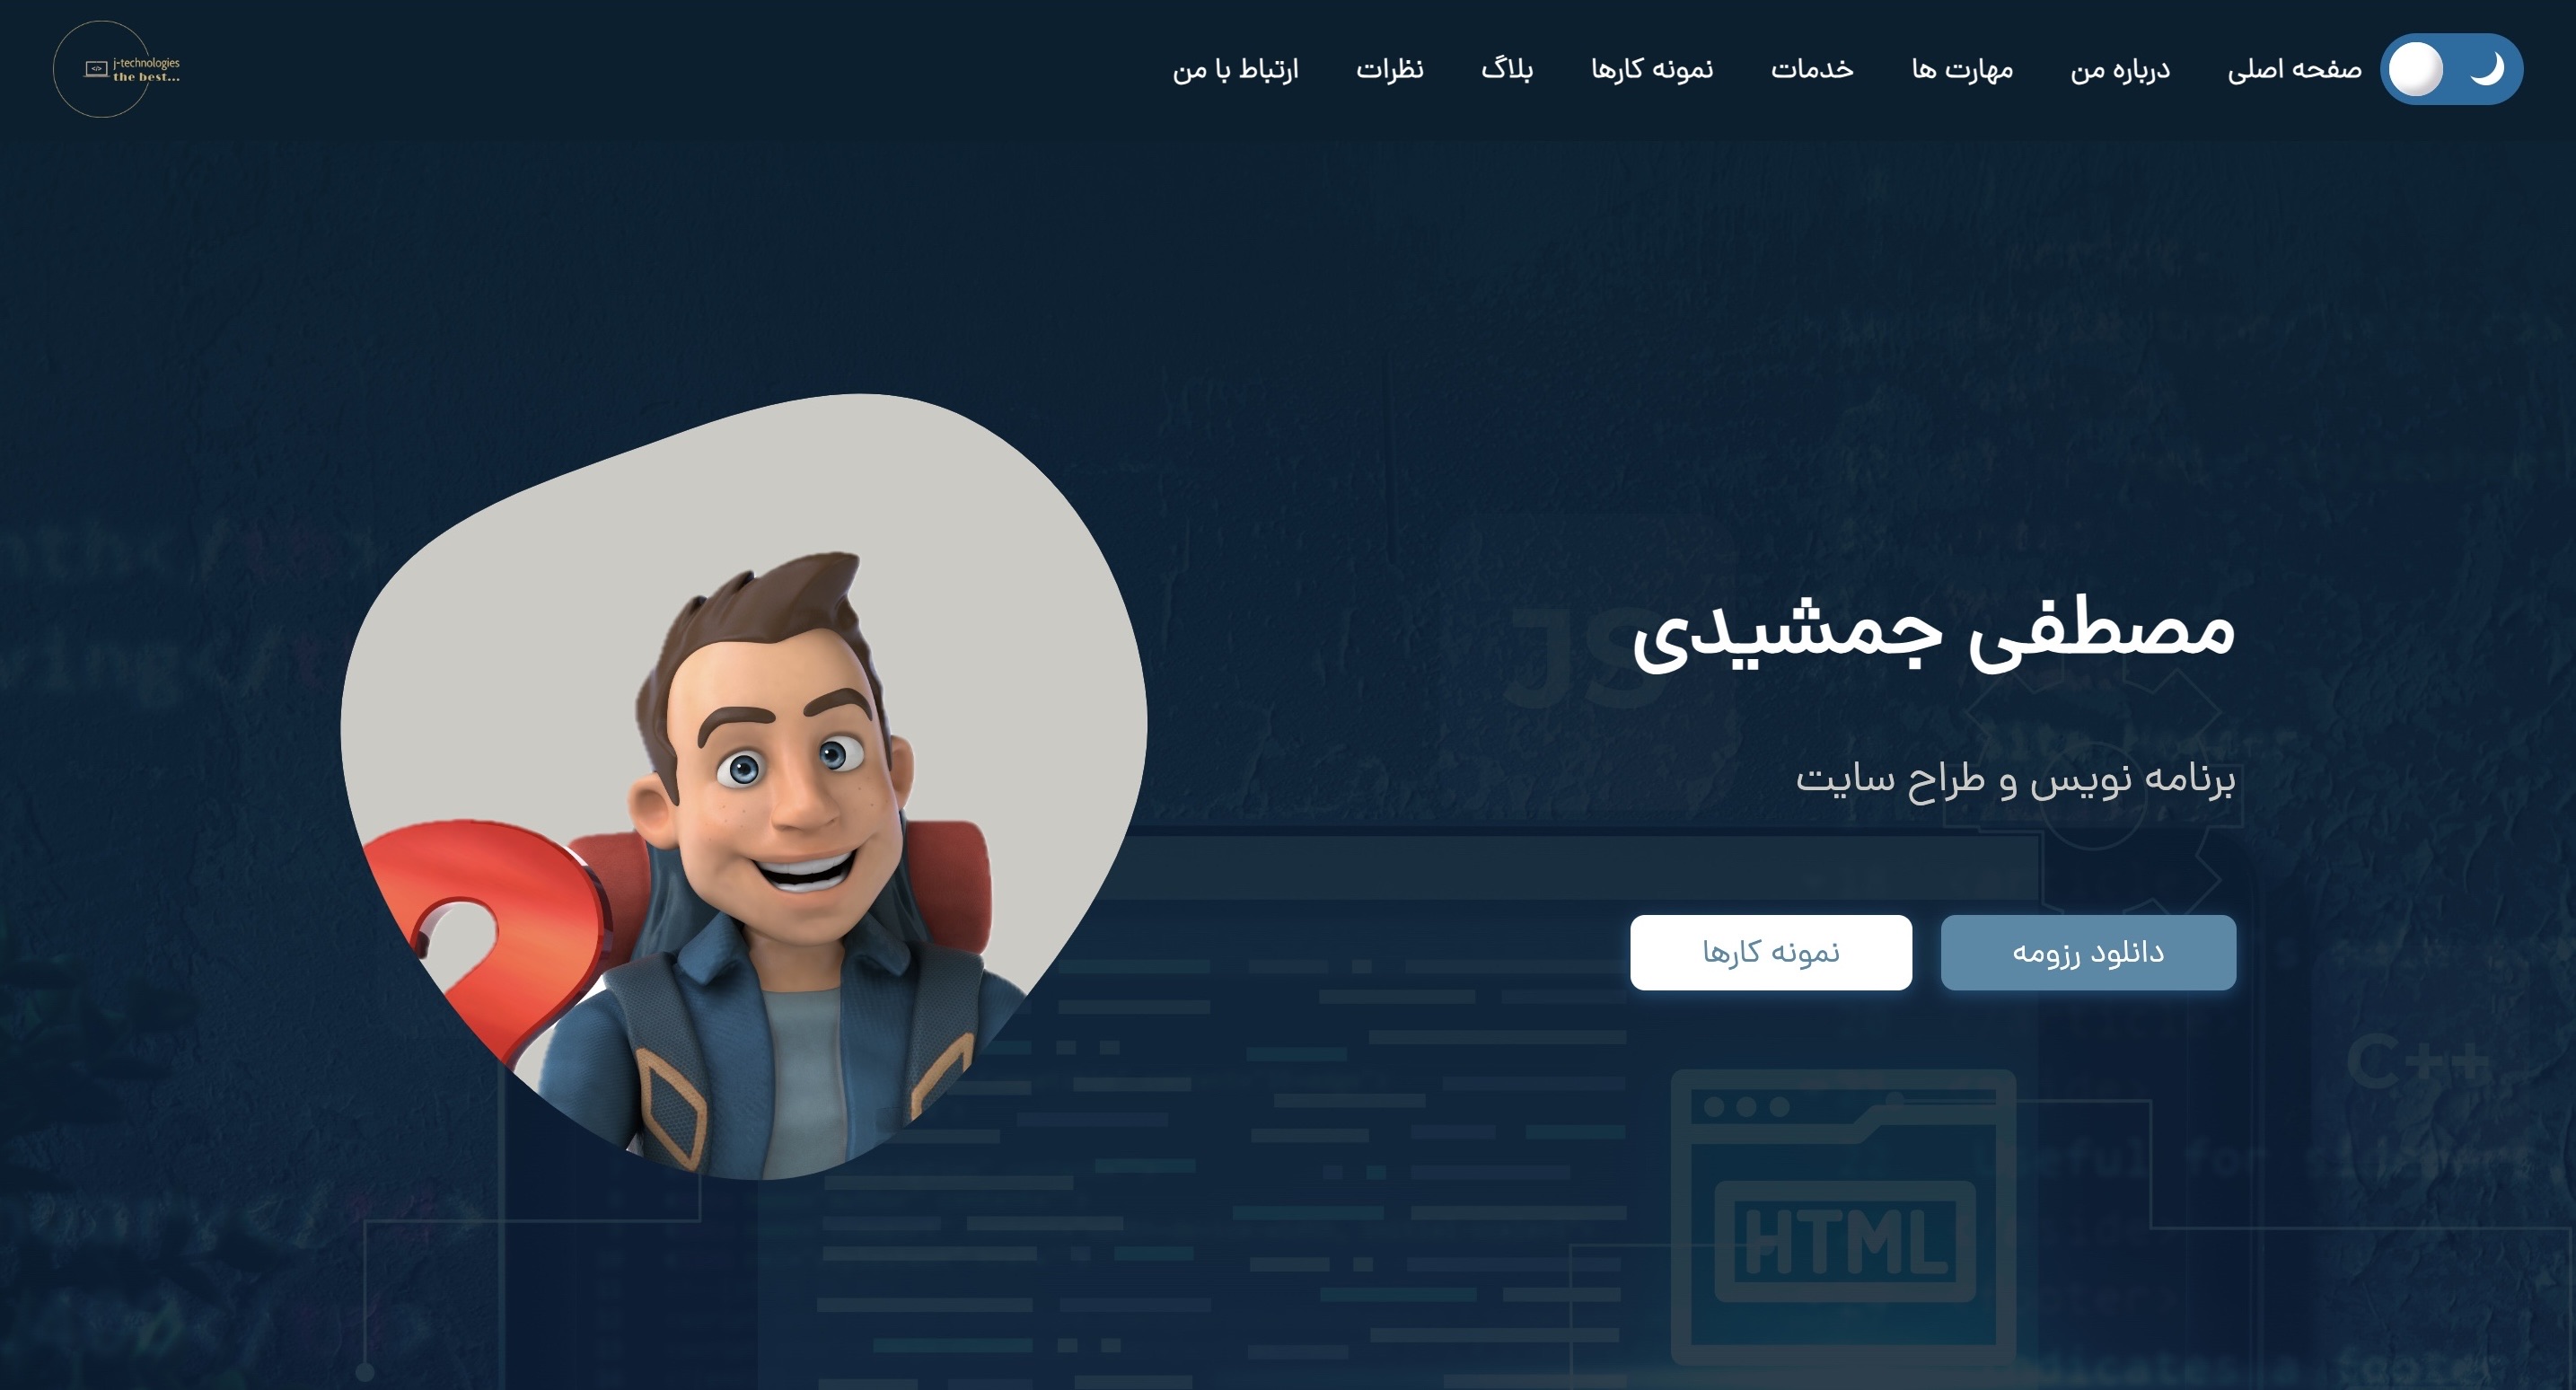 صفحه اصلی درباره من مهارت ها خدمات نمونه کارها بلاگ نظرات ارتباط با من
j-technologies
the best...
مصطفی جمشیدی
برنامه نویس و طراح سایت
دانلود رزومه نمونه کارها
JS
C++
HTML